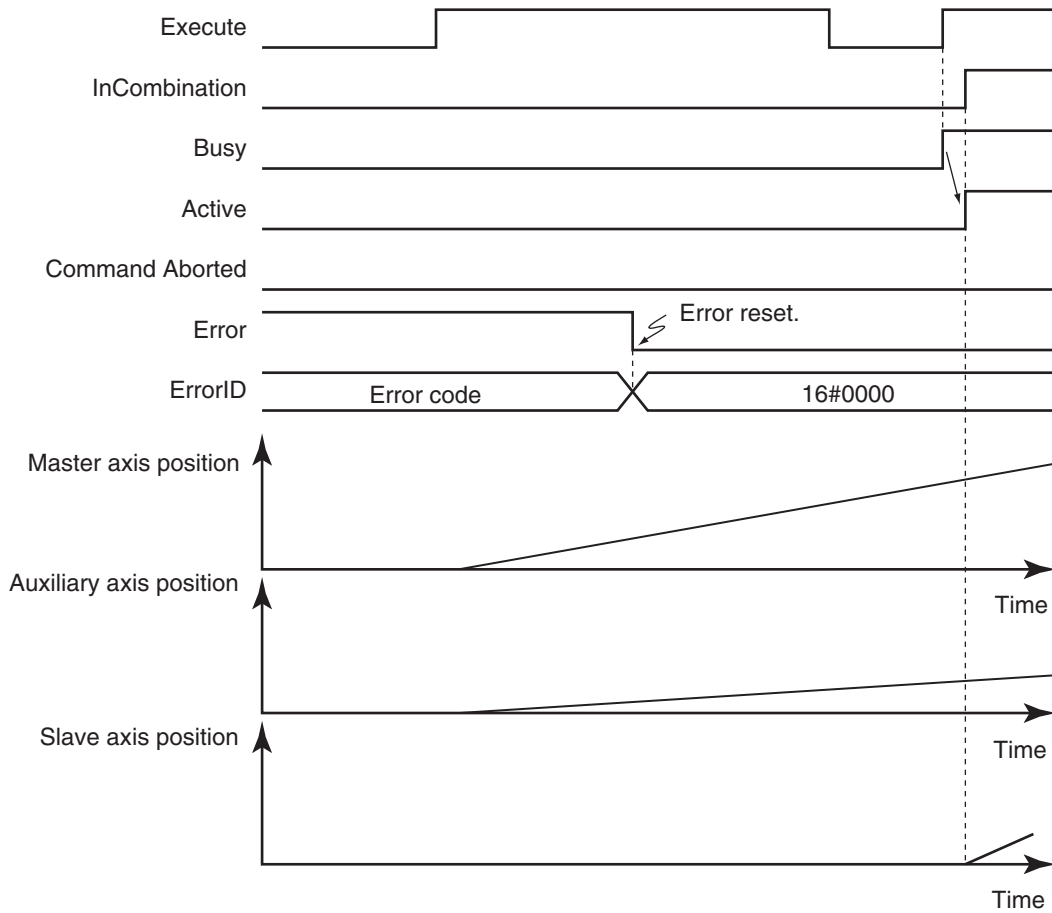 Execute
InCombination
Busy
Active
Command Aborted
Error
Error reset.
ErrorID
Error code
16#0000
Master axis position
Time
Auxiliary axis position
Time
Slave axis position
Time